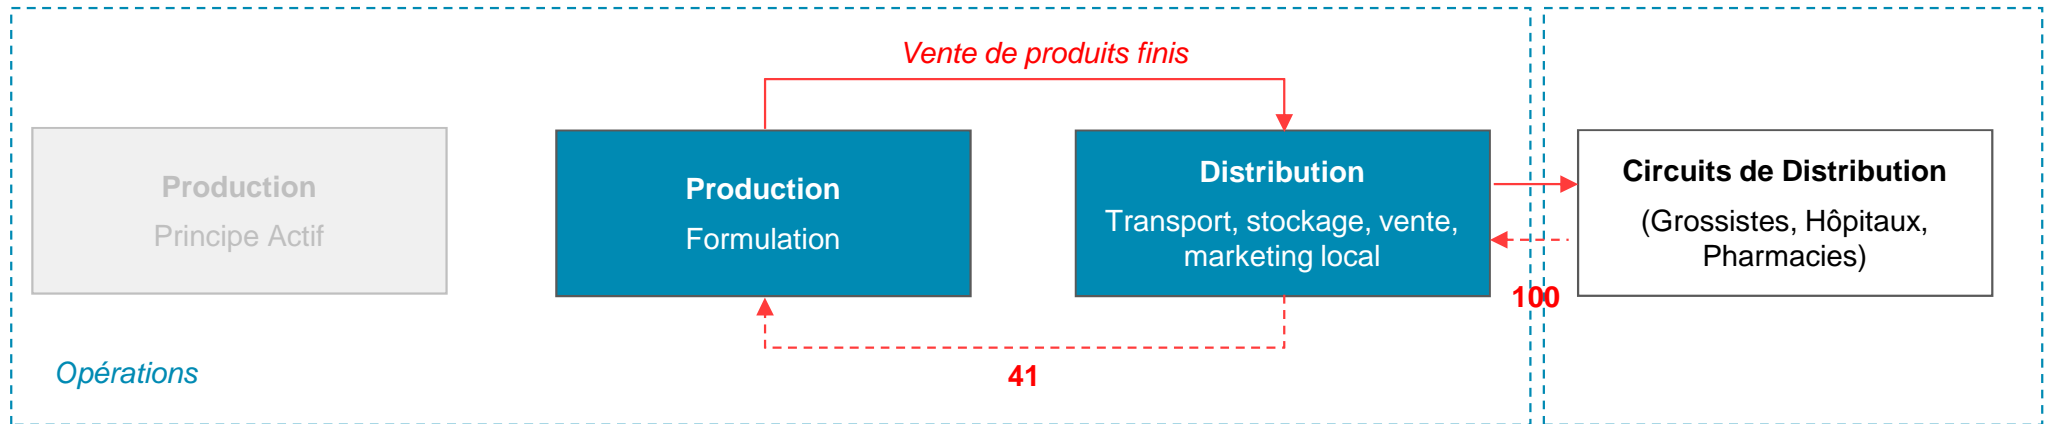 Vente de produits finis
Production
Principe Actif
Production
Formulation
Distribution
Transport, stockage, vente,
marketing local
Circuits de Distribution
(Grossistes, Hôpitaux,
Pharmacies)
100
Opérations
41